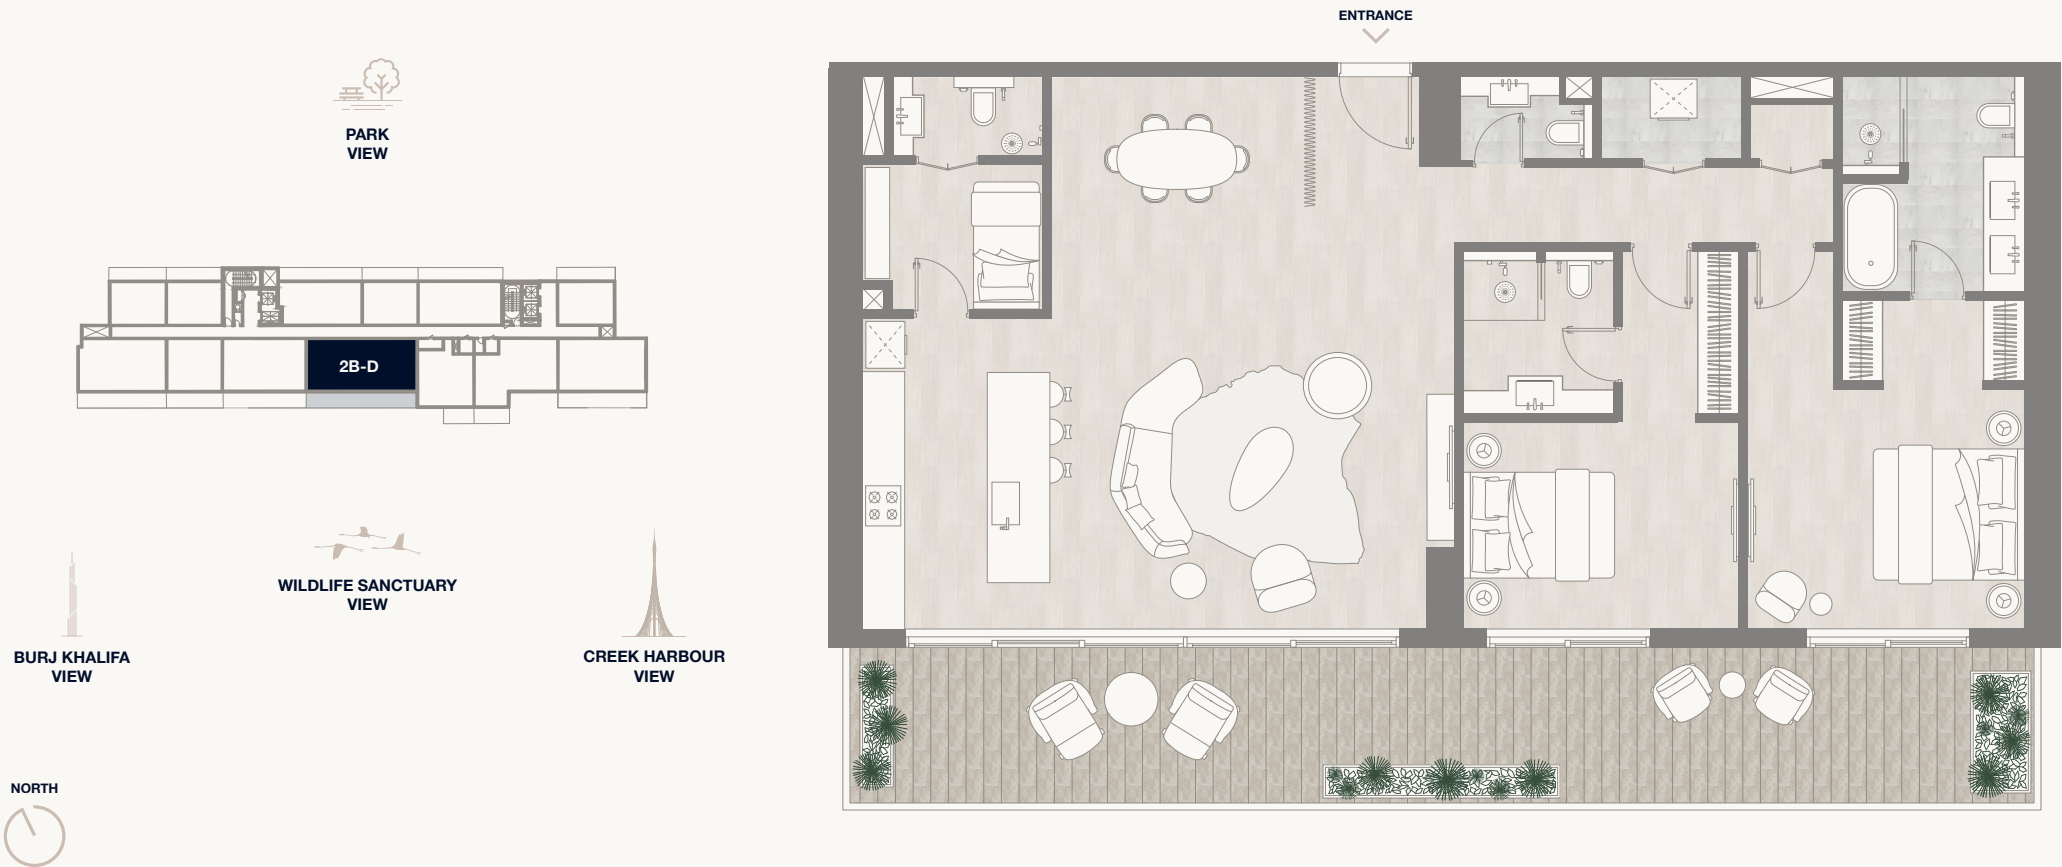 ENTRANCE
PARK
VIEW
2B-D
WILDLIFE SANCTUARY
VIEW
BURJ KHALIFA
VIEW
CREEK HARBOUR
VIEW
NORTH